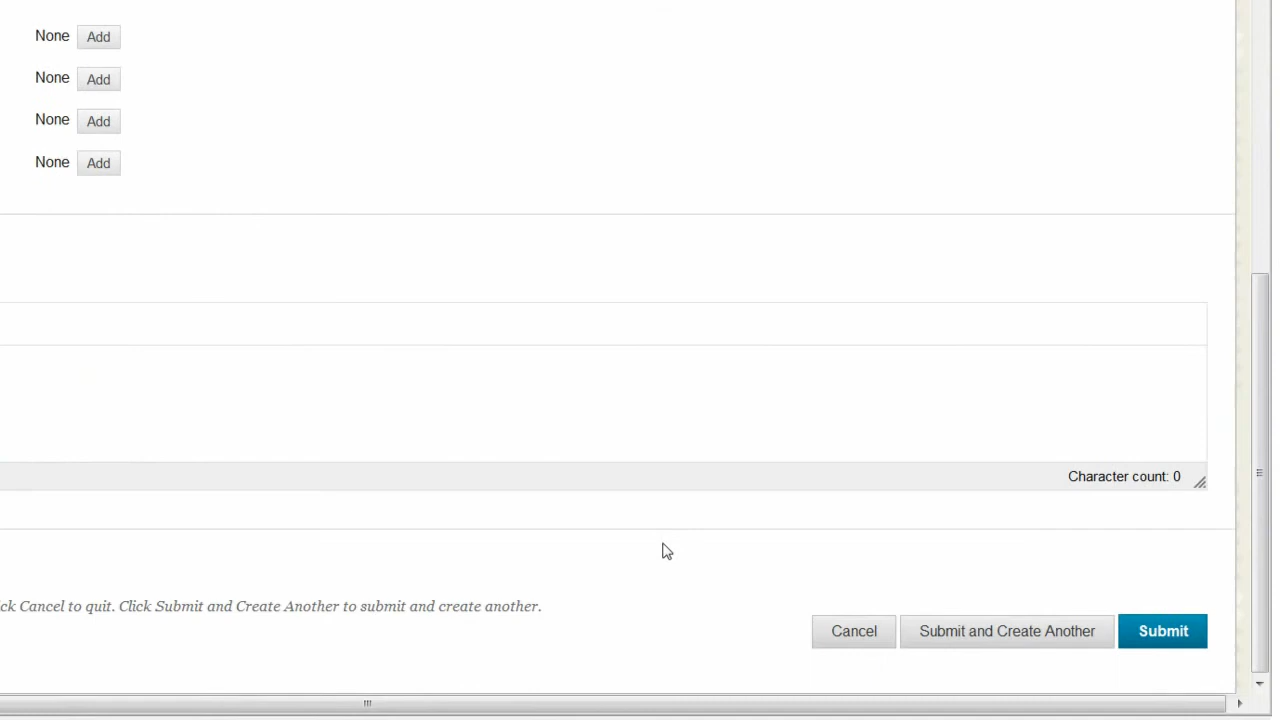 None Add
None Add
None Add
None Add
Character count: 0
ck Cancel to quit. Click Submit and Create Another to submit and create another.
Cancel Submit and Create Another Submit